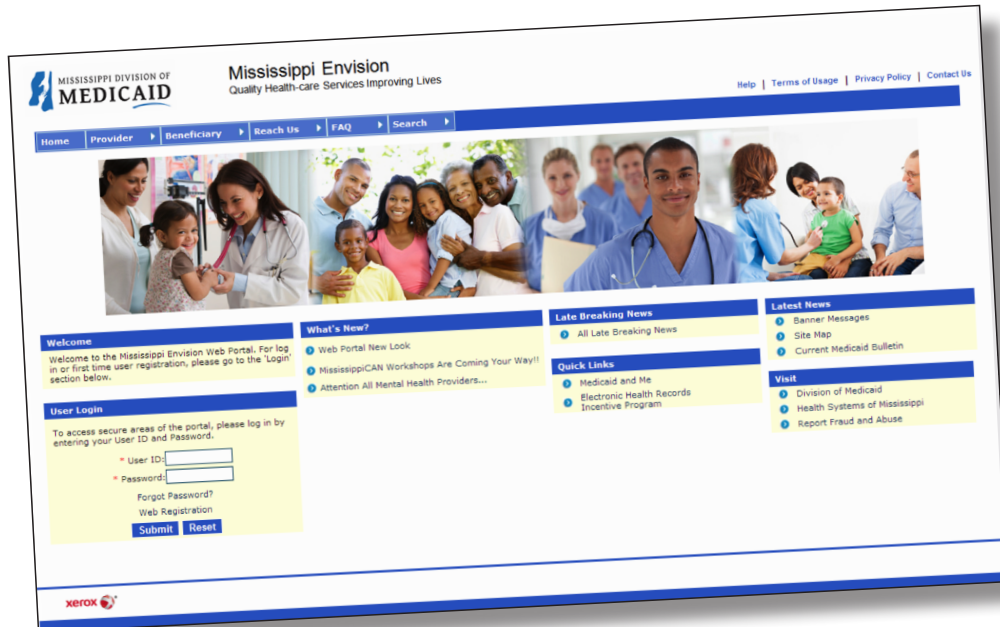 MISSISSIPPI DIVISION OF
MEDICAID
Mississippi Envision
Quality Health-care Services Improving Lives
Help | Terms of Usage | Privacy Policy | Contact Us
Home Provider Beneficiary Reach Us FAQ Search
Welcome
Welcome to the Mississippi Envision Web Portal. For log
in or first time user registration, please go to the 'Login'
section below.
User Login
To access secure areas of the portal, please log in by
entering your User ID and Password.
* User ID:
* Password:
Forgot Password?
Web Registration
Submit Reset
What's New?
Web Portal New Look
MississippiCAN Workshops Are Coming Your Way!!
Attention All Mental Health Providers...
Late Breaking News
All Late Breaking News
Quick Links
Medicaid and Me
Electronic Health Records
Incentive Program
Latest News
Banner Messages
Site Map
Current Medicaid Bulletin
Visit
Division of Medicaid
Health Systems of Mississippi
Report Fraud and Abuse
xerox